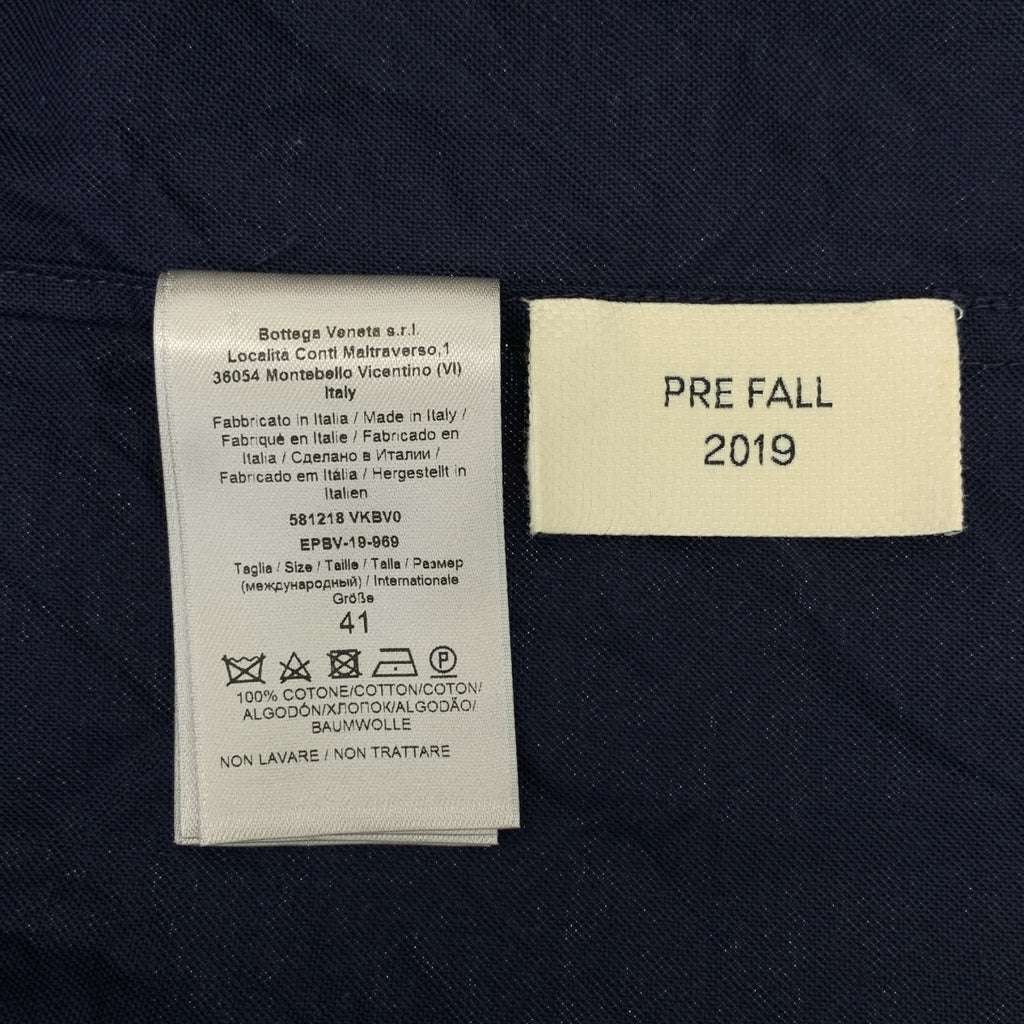 Bottega Veneta s.r.l.
Località Conti Maltraverso,1
36054 Montebello Vicentino (VI)
Italy
Fabbricato in Italia / Made in Italy /
Fabriqué en Italie / Fabricado en
Italia / Сделано в Италии /
Fabricado em Itália / Hergestellt in
Italien
581218 VKBV0
EPBV-19-969
Taglia / Size / Taille / Talla / Размер
(международный) / Internationale
Größe
41
P
100% COTONE/COTTON/COTON/
ALGODÓN/ХЛОПОК/ALGODÃO/
BAUMWOLLE
NON LAVARE / NON TRATTARE
PRE FALL
2019